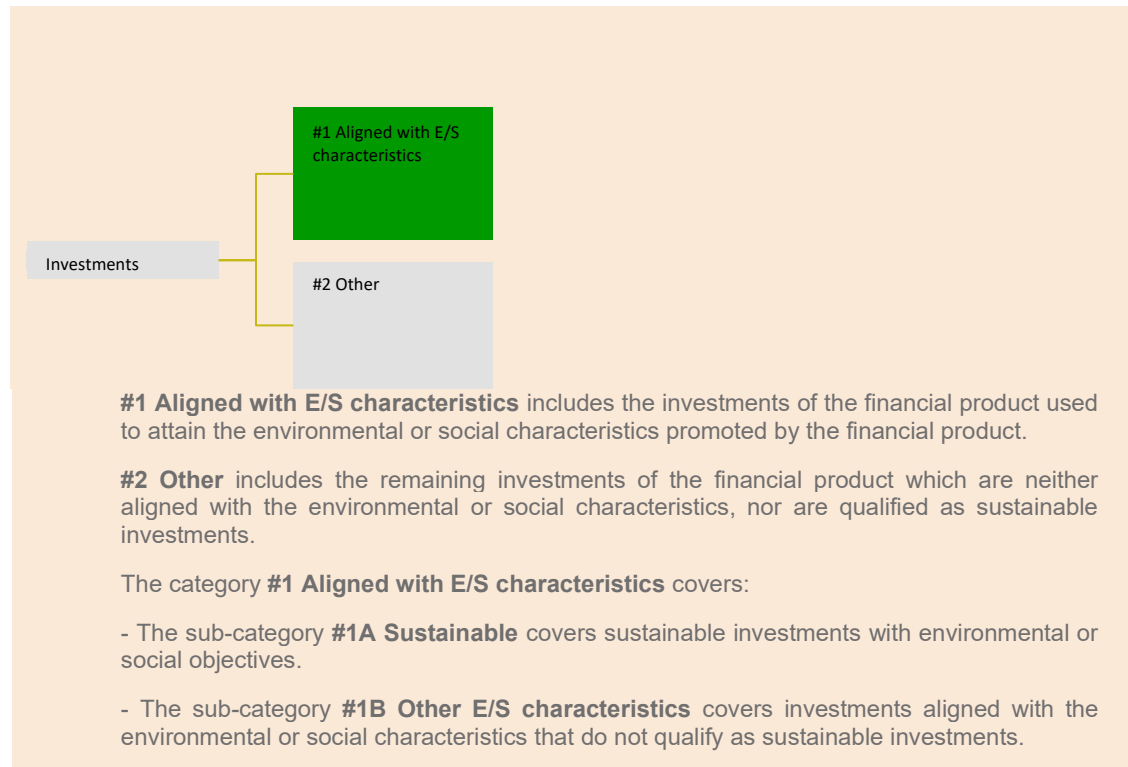 #1 Aligned with E/S
characteristics
Investments
#2 Other
#1 Aligned with E/S characteristics includes the investments of the financial product used
to attain the environmental or social characteristics promoted by the financial product.
#2 Other includes the remaining investments of the financial product which are neither
aligned with the environmental or social characteristics, nor are qualified as sustainable
investments.
The category #1 Aligned with E/S characteristics covers:
- The sub-category #1A Sustainable covers sustainable investments with environmental or
social objectives.
- The sub-category #1B Other E/S characteristics covers investments aligned with the
environmental or social characteristics that do not qualify as sustainable investments.